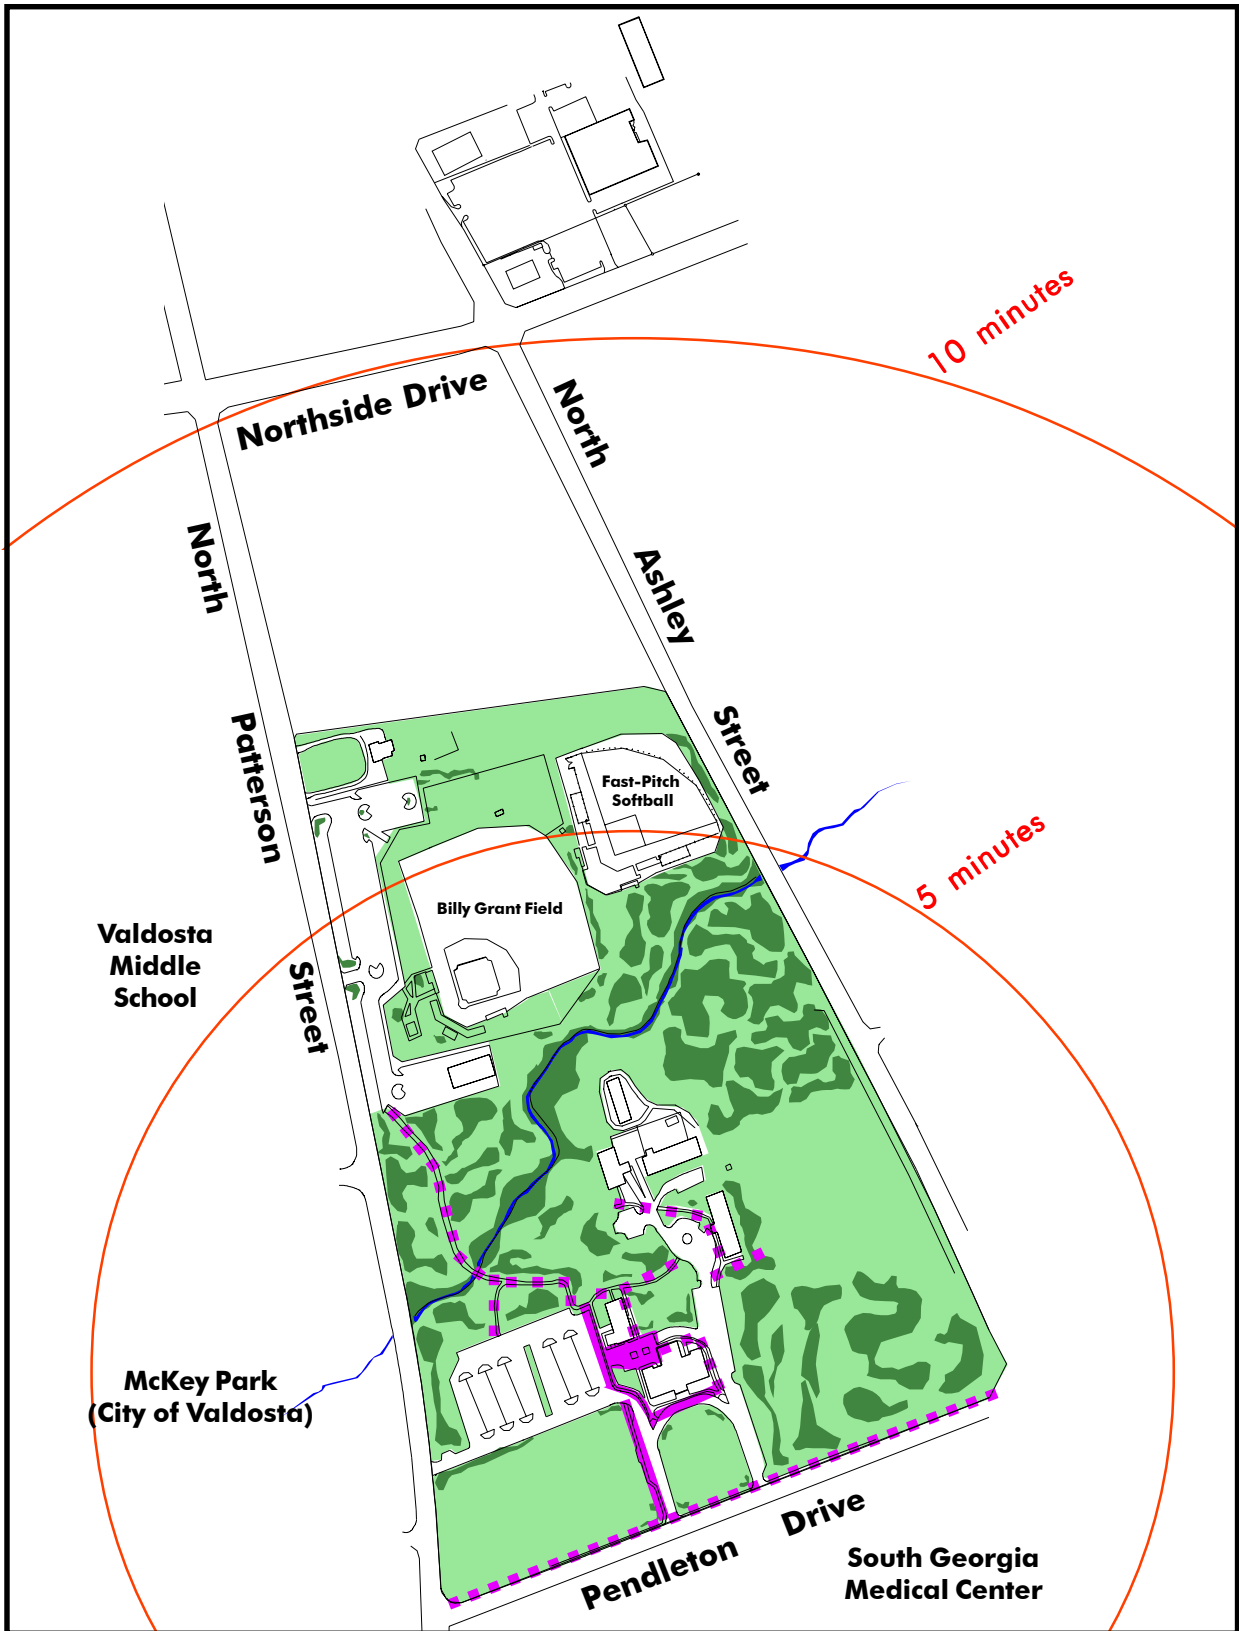 10 minutes
Northside Drive
North
Ashley
Street
North
Patterson
Street
Fast-Pitch
Softball
5 minutes
Billy Grant Field
Valdosta
Middle
School
McKey Park
(City of Valdosta)
Pendleton Drive
South Georgia
Medical Center